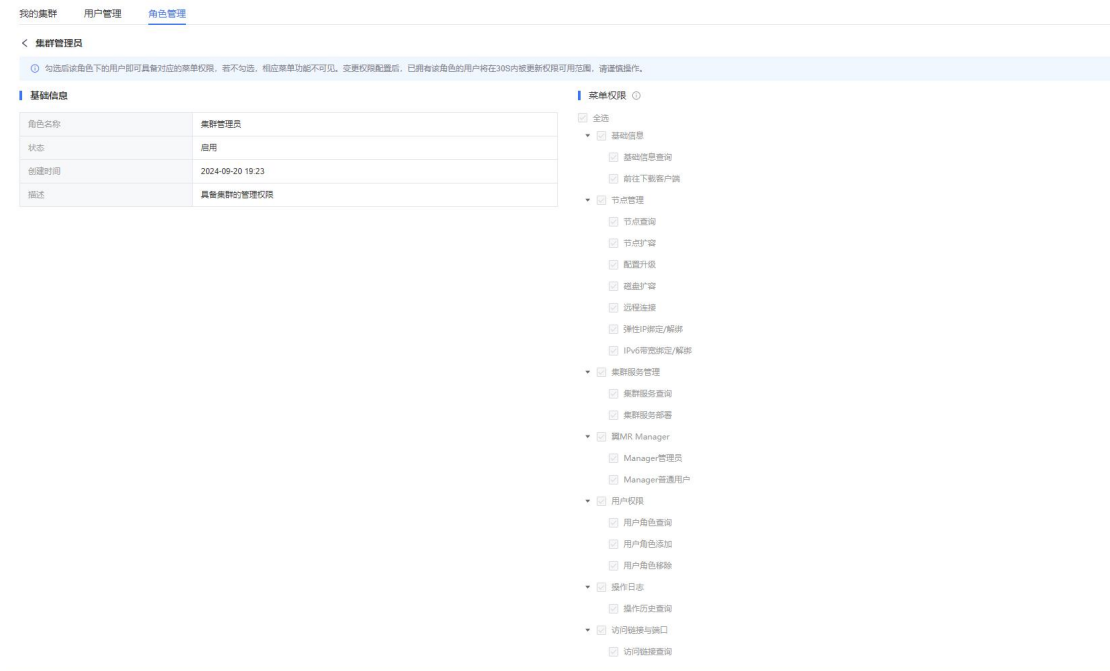 我的集群 用户管理 角色管理
集群管理员
勾选后该角色下的用户即可具备对应的菜单权限，若不勾选，相应菜单功能不可见。变更权限配置后，已拥有该角色的用户将在30S内被更新权限可用范围，请谨慎操作。
基础信息
角色名称 集群管理员
状态 启用
创建时间 2024-09-20 19:23
描述 具备集群的管理权限
菜单权限
全选
基础信息
基础信息查询
前往下载客户端
节点管理
节点查询
节点扩容
配置升级
磁盘扩容
远程连接
弹性IP绑定/解绑
IPv6带宽绑定/解绑
集群服务管理
集群服务查询
集群服务部署
翼MR Manager
Manager管理员
Manager普通用户
用户权限
用户角色查询
用户角色添加
用户角色移除
操作日志
操作历史查询
访问链接与端口
访问链接查询